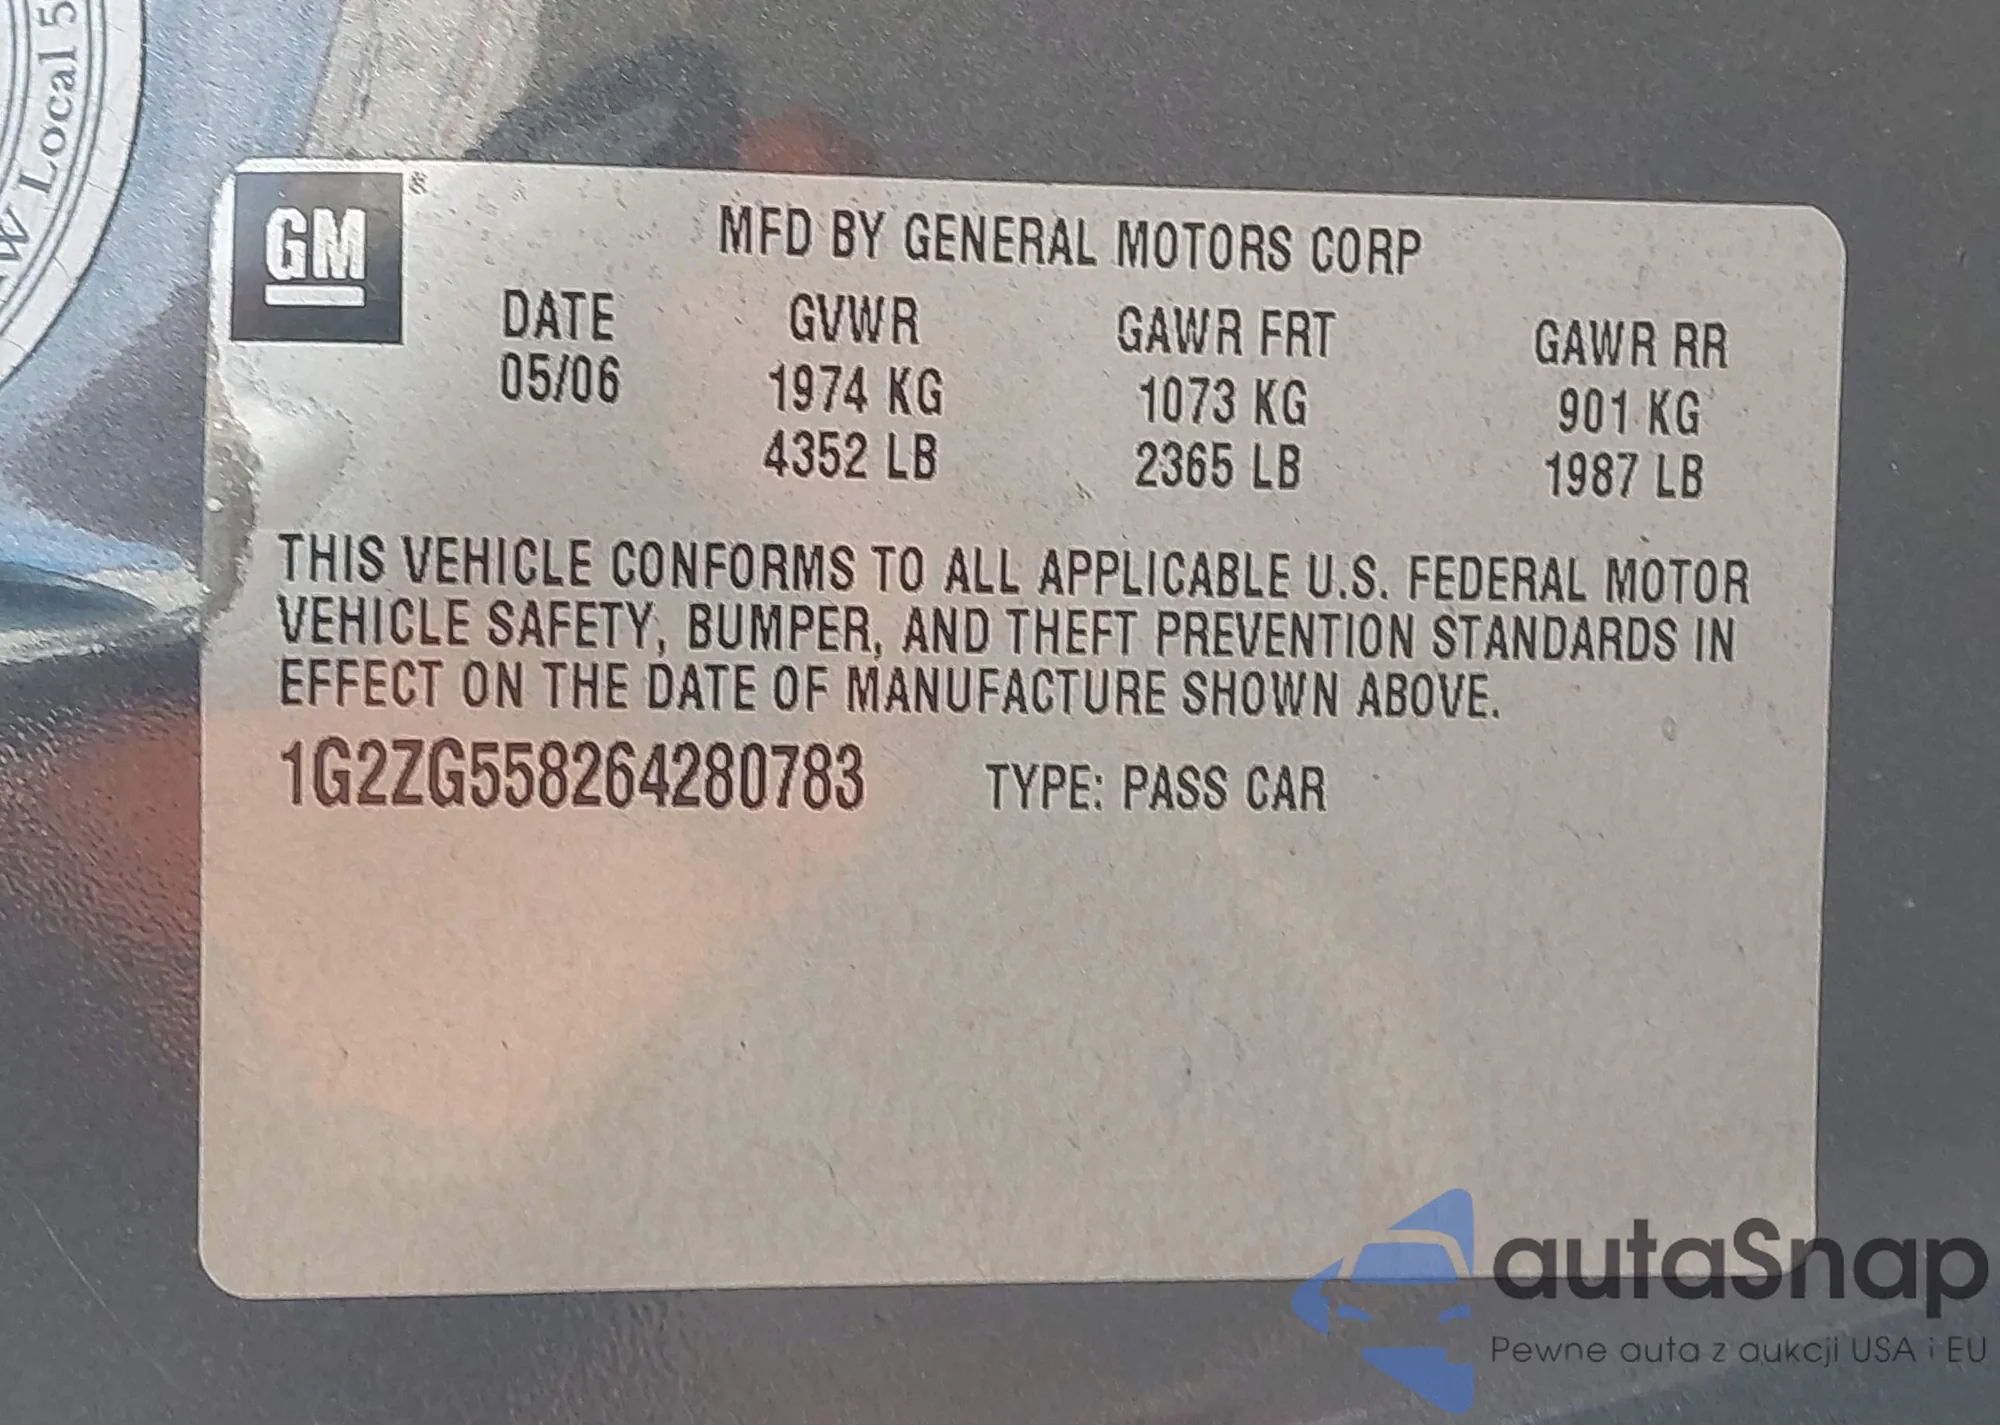 W Local 5
GM
®
MFD BY GENERAL MOTORS CORP
DATE GVWR GAWR FRT GAWR RR
05/06 1974 KG 1073 KG 901 KG
4352 LB 2365 LB 1987 LB
THIS VEHICLE CONFORMS TO ALL APPLICABLE U.S. FEDERAL MOTOR
VEHICLE SAFETY, BUMPER, AND THEFT PREVENTION STANDARDS IN
EFFECT ON THE DATE OF MANUFACTURE SHOWN ABOVE.
1G2ZG558264280783 TYPE: PASS CAR
autaSnap
Pewne auta z aukcji USA i EU